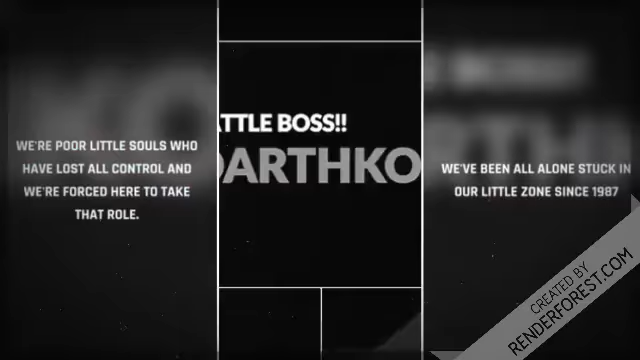 WE'RE POOR LITTLE SOULS WHO
HAVE LOST ALL CONTROL AND
WE'RE FORCED HERE TO TAKE
THAT ROLE.
TTLE BOSS!!
DARTHKO
WE'VE BEEN ALL ALONE STUCK IN
OUR LITTLE ZONE SINCE 1987
CREATED BY
RENDERFOREST.COM